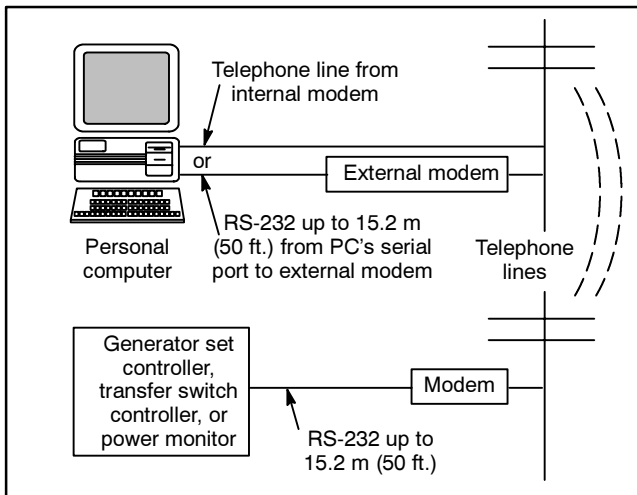 Telephone line from
internal modem
or
External modem
RS-232 up to 15.2 m
(50 ft.) from PC's serial
port to external modem
Personal
computer
Telephone
lines
Generator set
controller,
transfer switch
controller, or
power monitor
Modem
RS-232 up to
15.2 m (50 ft.)